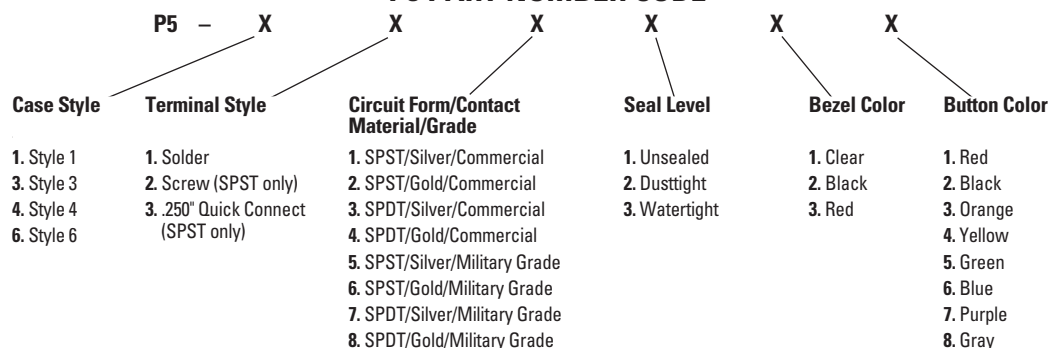 P5 – X X X X X X
Case Style
1. Style 1
3. Style 3
4. Style 4
6. Style 6
Terminal Style
1. Solder
2. Screw (SPST only)
3. .250" Quick Connect
(SPST only)
Circuit Form/Contact
Material/Grade
1. SPST/Silver/Commercial
2. SPST/Gold/Commercial
3. SPDT/Silver/Commercial
4. SPDT/Gold/Commercial
5. SPST/Silver/Military Grade
6. SPST/Gold/Military Grade
7. SPDT/Silver/Military Grade
8. SPDT/Gold/Military Grade
Seal Level
1. Unsealed
2. Dusttight
3. Watertight
Bezel Color
1. Clear
2. Black
3. Red
Button Color
1. Red
2. Black
3. Orange
4. Yellow
5. Green
6. Blue
7. Purple
8. Gray